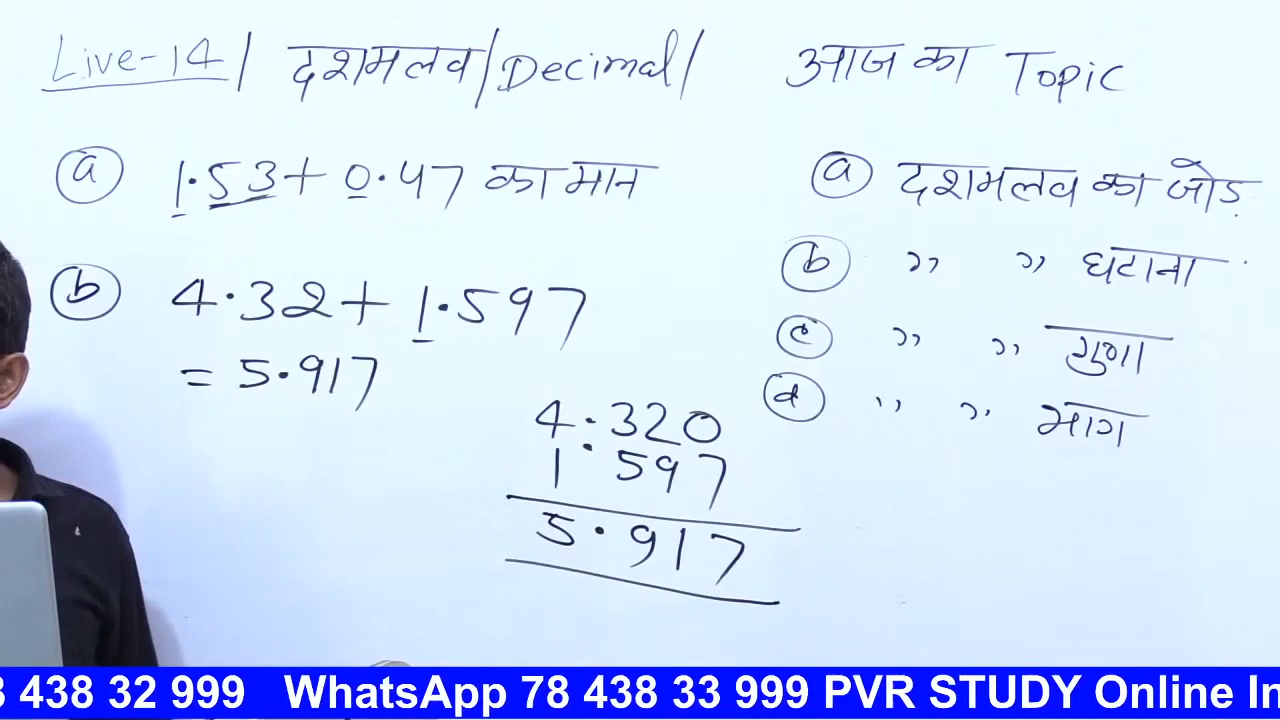 Live-14/ दशमलव/Decimal/ आज का Topic
(a) 1.53+0.47 का मान
(b) 4.32+1.597
= 5.917
4.320
1.597
5.917
(a) दशमलव का जोड़
(b) ,, ,, घटाना
(c) ,, ,, गुणा
(d) ,, ,, भाग
438 32 999 WhatsApp 78 438 33 999 PVR STUDY Online In